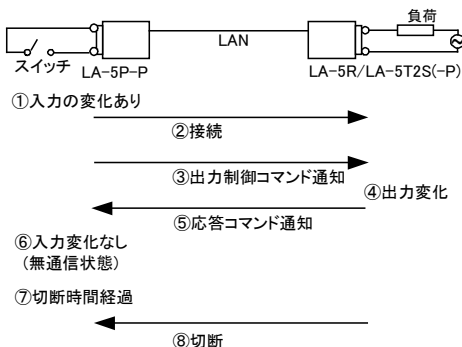 負荷
LAN
スイッチ
LA-5P-P
LA-5R/LA-5T2S(-P)
①入力の変化あり
②接続
③出力制御コマンド通知
④出力変化
⑤応答コマンド通知
⑥入力変化なし
(無通信状態)
⑦切断時間経過
⑧切断